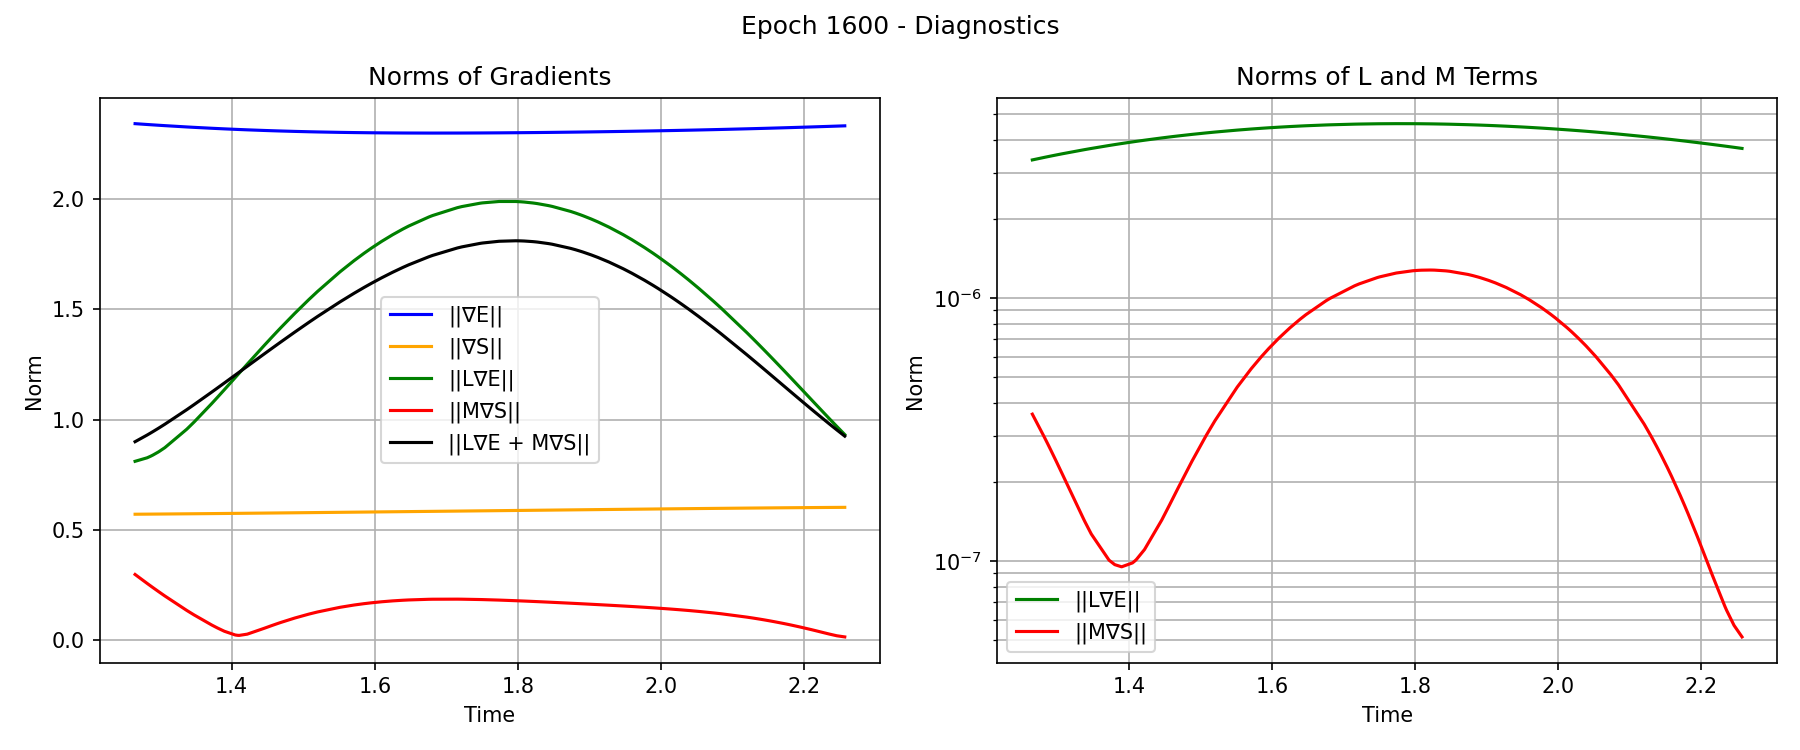 Epoch 1600 - Diagnostics
Norms of Gradients
Norm
2.0
1.5
1.0
0.5
0.0
||∇E||
||∇S||
||L∇E||
||M∇S||
||L∇E + M∇S||
1.4 1.6 1.8 2.0 2.2
Time
Norms of L and M Terms
Norm
10⁻⁶
10⁻⁷
||L∇E||
||M∇S||
1.4 1.6 1.8 2.0 2.2
Time